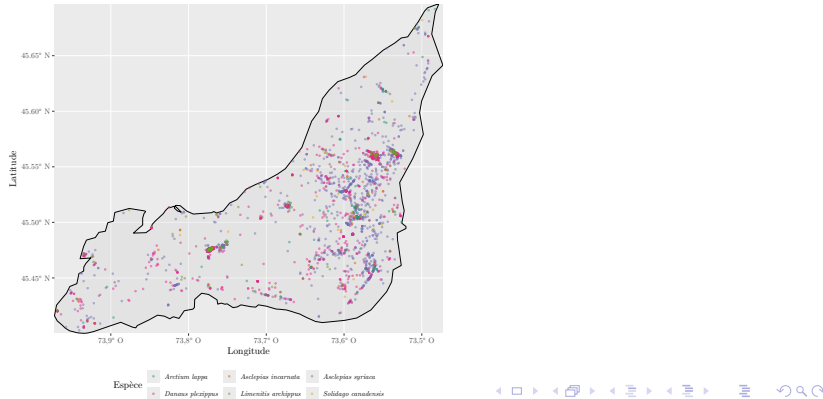 45.65° N
45.60° N
45.55° N
45.50° N
45.45° N
Latitude
73,9° O 73,8° O 73,7° O 73,6° O 73,5° O
Longitude
Espèce
Arctium lappa Asclepias incarnata Asclepias syriaca
Danaus plexippus Limenitis archippus Solidago canadensis